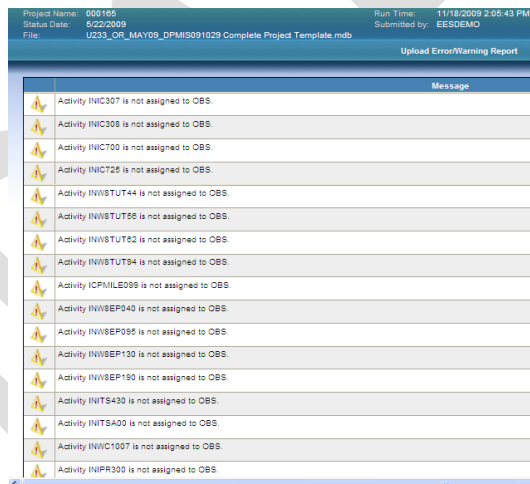 Project Name: 000165
Run Time: 11/18/2009 2:05:43 PM
Status Date: 5/22/2009
Submitted by: EESDEMO
File: U233_OR_MAY09_DPMIS091029 Complete Project Template.mdb
Upload Error/Warning Report
Message
Activity INIC307 is not assigned to OBS.
Activity INIC308 is not assigned to OBS.
Activity INIC700 is not assigned to OBS.
Activity INIC725 is not assigned to OBS.
Activity INW8TUT44 is not assigned to OBS.
Activity INW8TUT56 is not assigned to OBS.
Activity INW8TUT62 is not assigned to OBS.
Activity INW8TUT94 is not assigned to OBS.
Activity ICPMILE099 is not assigned to OBS.
Activity INW8EP040 is not assigned to OBS.
Activity INW8EP095 is not assigned to OBS.
Activity INW8EP130 is not assigned to OBS.
Activity INW8EP190 is not assigned to OBS.
Activity INITS430 is not assigned to OBS.
Activity INITSA00 is not assigned to OBS.
Activity INWC1007 is not assigned to OBS.
Activity INIPR300 is not assigned to OBS.